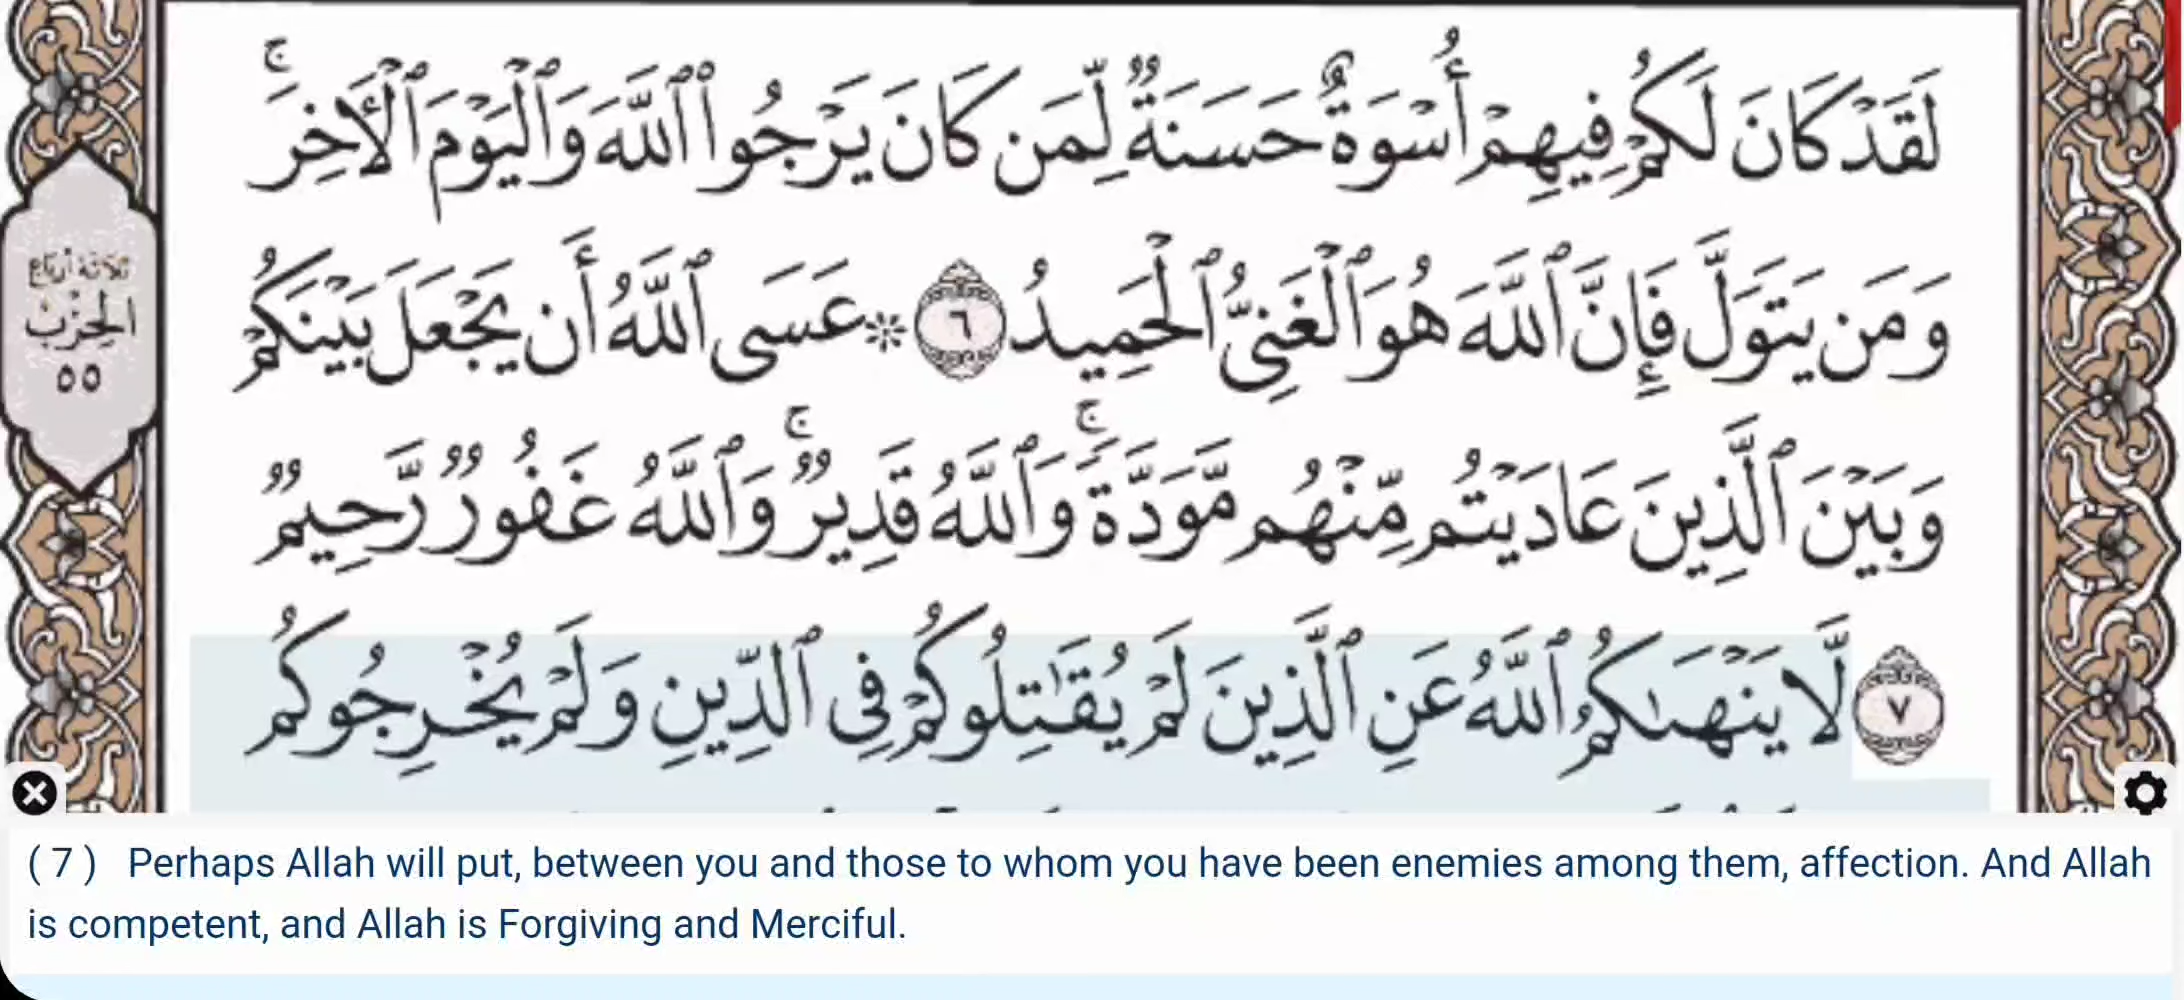 لَقَدْ كَانَ لَكُمْ فِيهِمْ أُسْوَةٌ حَسَنَةٌ لِّمَن كَانَ يَرْجُوا۟ ٱللَّهَ وَٱلْيَوْمَ ٱلْأَخِرَ ۚ
وَمَن يَتَوَلَّ فَإِنَّ ٱللَّهَ هُوَ ٱلْغَنِىُّ ٱلْحَمِيدُ ٦ ۞ عَسَى ٱللَّهُ أَن يَجْعَلَ بَيْنَكُمْ
وَبَيْنَ ٱلَّذِينَ عَادَيْتُم مِّنْهُم مَّوَدَّةً ۚ وَٱللَّهُ قَدِيرٌ ۚ وَٱللَّهُ غَفُورٌ رَّحِيمٌ
٧ لَّا يَنْهَىٰكُمُ ٱللَّهُ عَنِ ٱلَّذِينَ لَمْ يُقَٰتِلُوكُمْ فِى ٱلدِّينِ وَلَمْ يُخْرِجُوكُم
ثلاثة أرباع
الحِزْبُ
٥٥
( 7 ) Perhaps Allah will put, between you and those to whom you have been enemies among them, affection. And Allah
is competent, and Allah is Forgiving and Merciful.